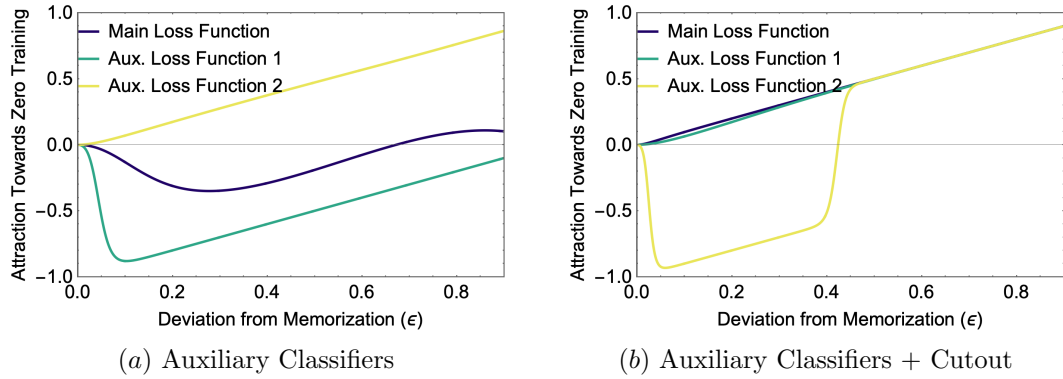 Attraction Towards Zero Training
1.0
0.5
0.0
−0.5
−1.0
Main Loss Function
Aux. Loss Function 1
Aux. Loss Function 2
0.0 0.2 0.4 0.6 0.8
Deviation from Memorization (ϵ)
(a) Auxiliary Classifiers
Attraction Towards Zero Training
1.0
0.5
0.0
−0.5
−1.0
Main Loss Function
Aux. Loss Function 1
Aux. Loss Function 2
0.0 0.2 0.4 0.6 0.8
Deviation from Memorization (ϵ)
(b) Auxiliary Classifiers + Cutout